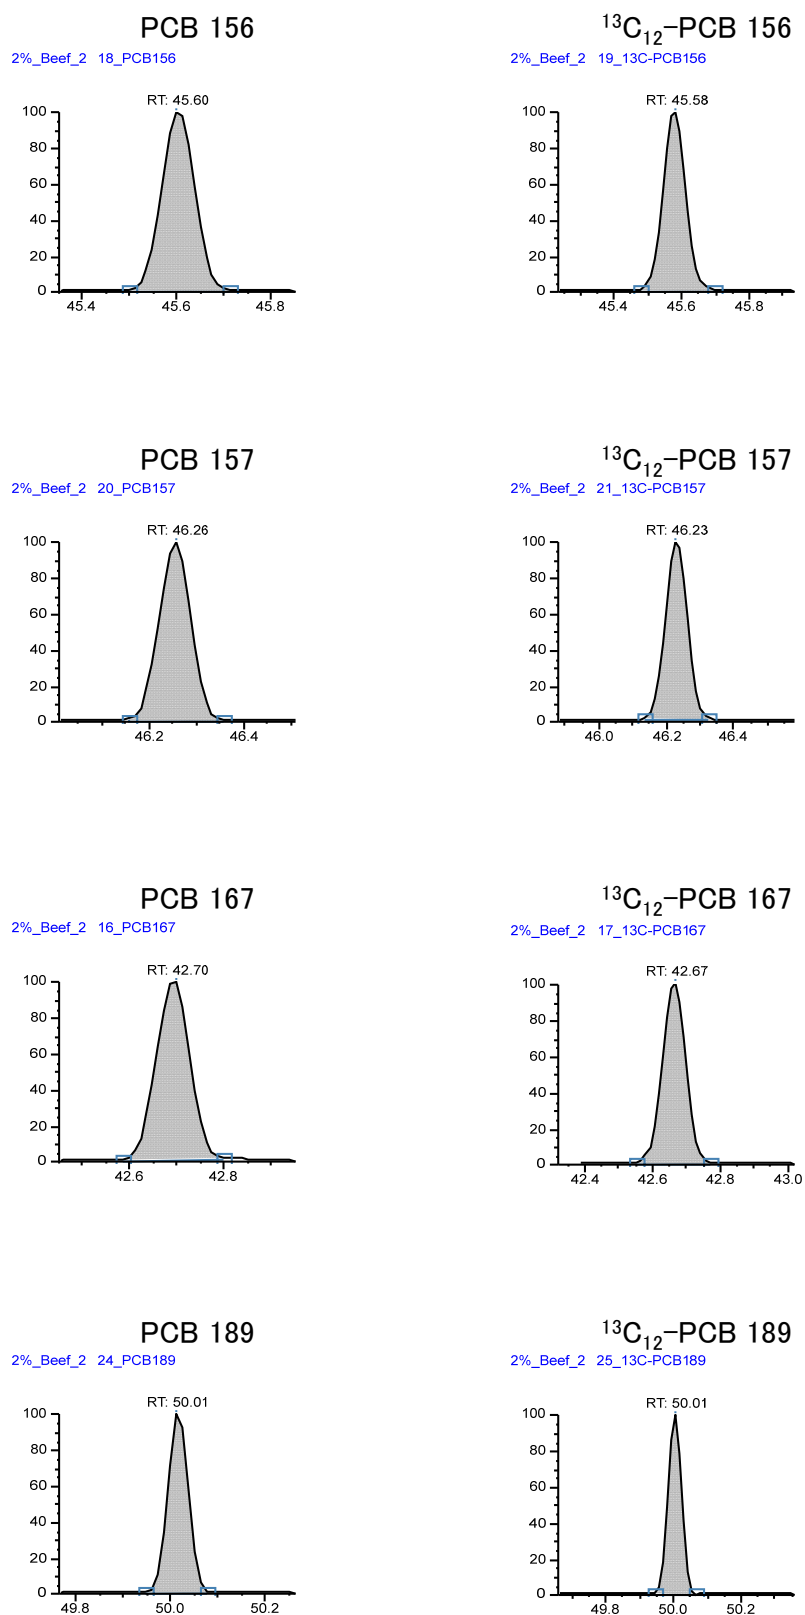 PCB 156
¹³C₁₂-PCB 156
2%_Beef_2 18_PCB156
2%_Beef_2 19_13C-PCB156
RT: 45.60
RT: 45.58
100
80
60
40
20
0
45.4 45.6 45.8
100
80
60
40
20
0
45.4 45.6 45.8
PCB 157
¹³C₁₂-PCB 157
2%_Beef_2 20_PCB157
2%_Beef_2 21_13C-PCB157
RT: 46.26
RT: 46.23
100
80
60
40
20
0
46.2 46.4
100
80
60
40
20
0
46.0 46.2 46.4
PCB 167
¹³C₁₂-PCB 167
2%_Beef_2 16_PCB167
2%_Beef_2 17_13C-PCB167
RT: 42.70
RT: 42.67
100
80
60
40
20
0
42.6 42.8
100
80
60
40
20
0
42.4 42.6 42.8 43.0
PCB 189
¹³C₁₂-PCB 189
2%_Beef_2 24_PCB189
2%_Beef_2 25_13C-PCB189
RT: 50.01
RT: 50.01
100
80
60
40
20
0
49.8 50.0 50.2
100
80
60
40
20
0
49.8 50.0 50.2